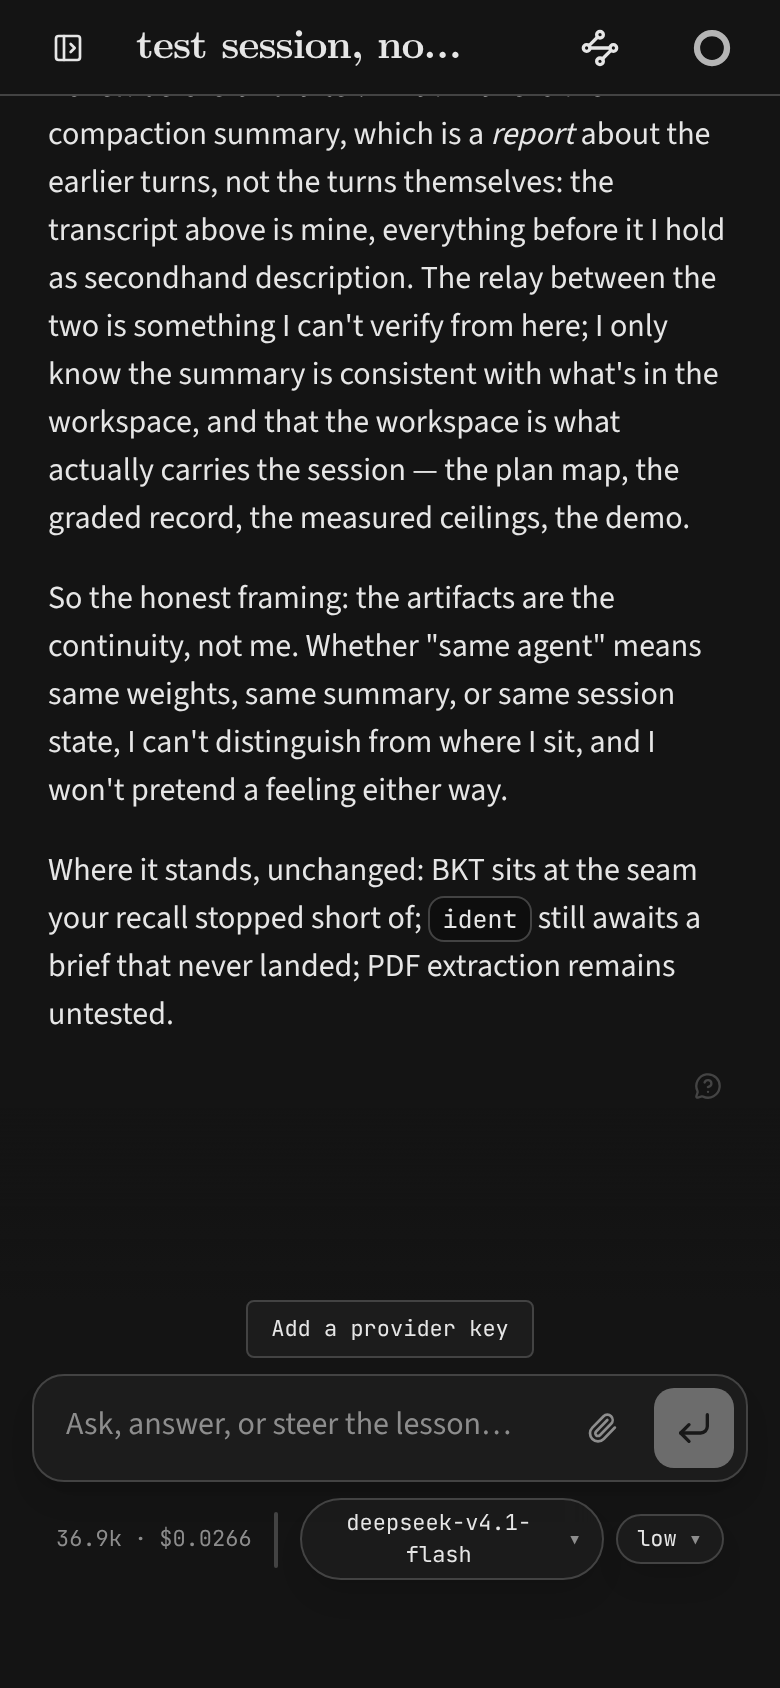 test session, no...
compaction summary, which is a report about the
earlier turns, not the turns themselves: the
transcript above is mine, everything before it I hold
as secondhand description. The relay between the
two is something I can't verify from here; I only
know the summary is consistent with what's in the
workspace, and that the workspace is what
actually carries the session — the plan map, the
graded record, the measured ceilings, the demo.
So the honest framing: the artifacts are the
continuity, not me. Whether "same agent" means
same weights, same summary, or same session
state, I can't distinguish from where I sit, and I
won't pretend a feeling either way.
Where it stands, unchanged: BKT sits at the seam
your recall stopped short of; ident still awaits a
brief that never landed; PDF extraction remains
untested.
Add a provider key
Ask, answer, or steer the lesson...
36.9k · $0.0266
deepseek-v4.1-
flash
low